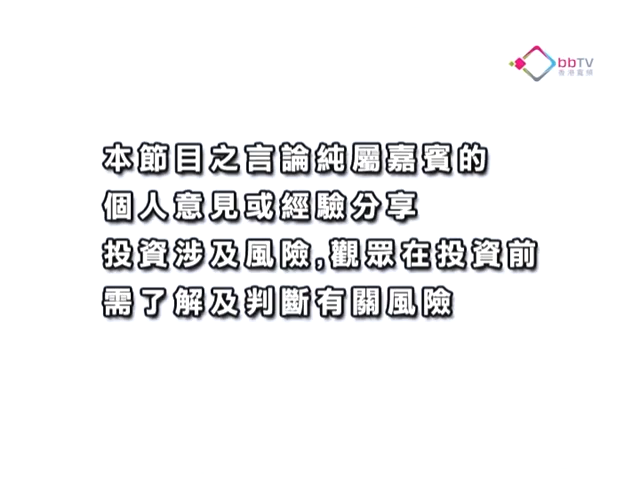 bbTV
香港寬頻
本節目之言論純屬嘉賓的
個人意見或經驗分享
投資涉及風險,觀眾在投資前
需了解及判斷有關風險